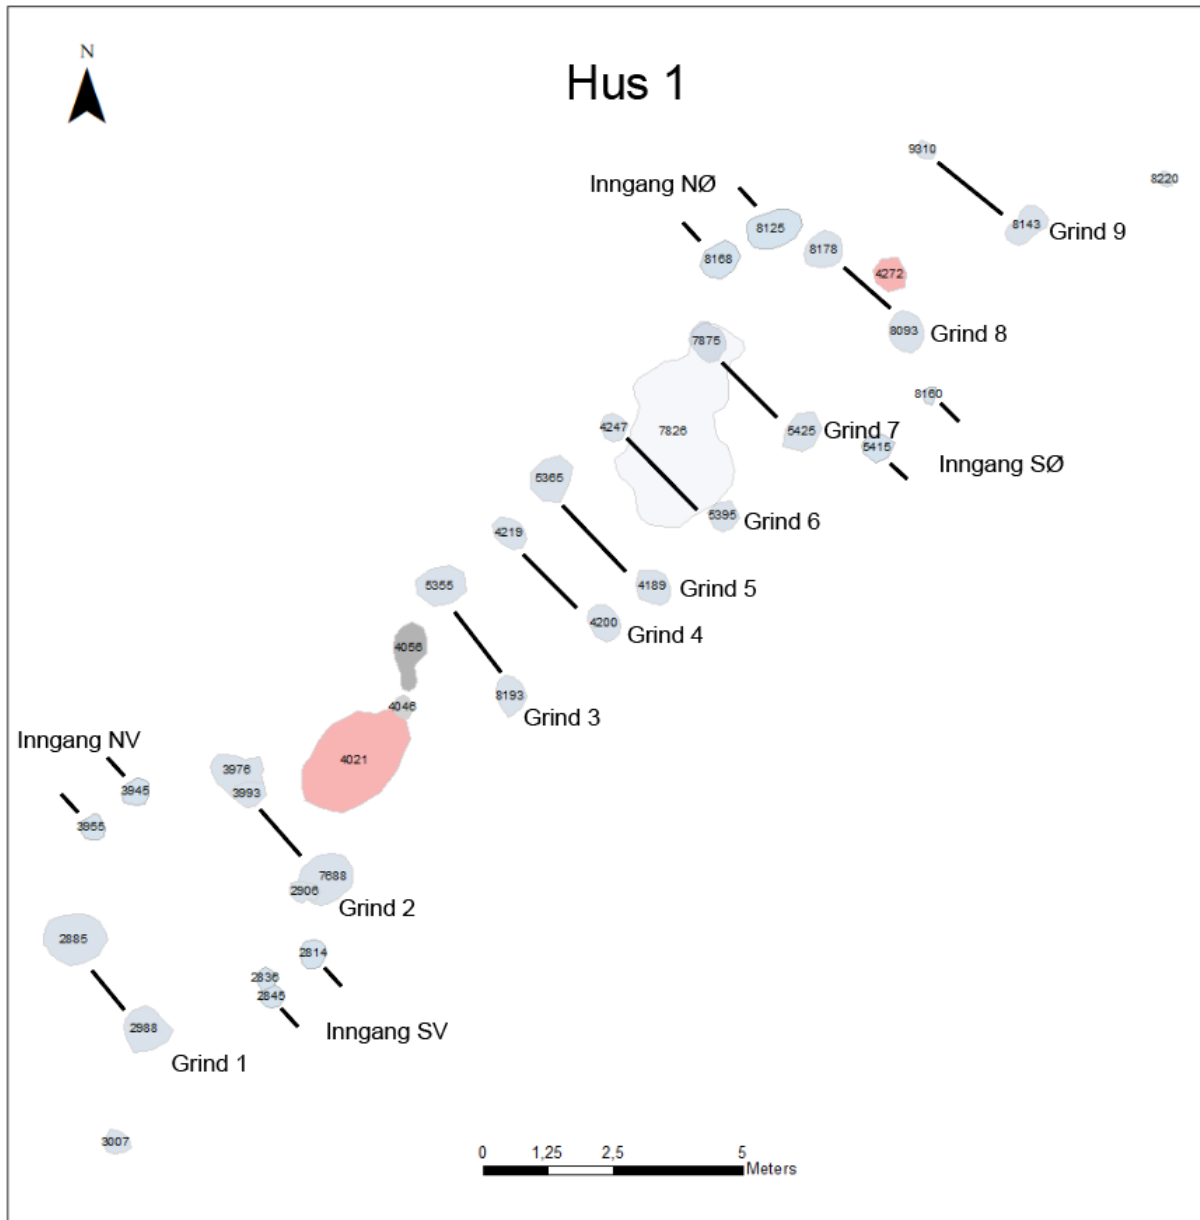 N
Hus 1
9310
8220
Inngang NØ
8125
8143
Grind 9
8178
8168
4272
8093
Grind 8
7875
8160
4247
7826
5425
Grind 7
5415
Inngang SØ
5365
5395
Grind 6
4219
5355
4189
Grind 5
4200
Grind 4
4056
8193
Grind 3
4046
Inngang NV
4021
3976
3945
3993
3955
7688
2906
Grind 2
2885
2814
2836
2845
2988
Inngang SV
Grind 1
3007
0 1,25 2,5 5
Meters